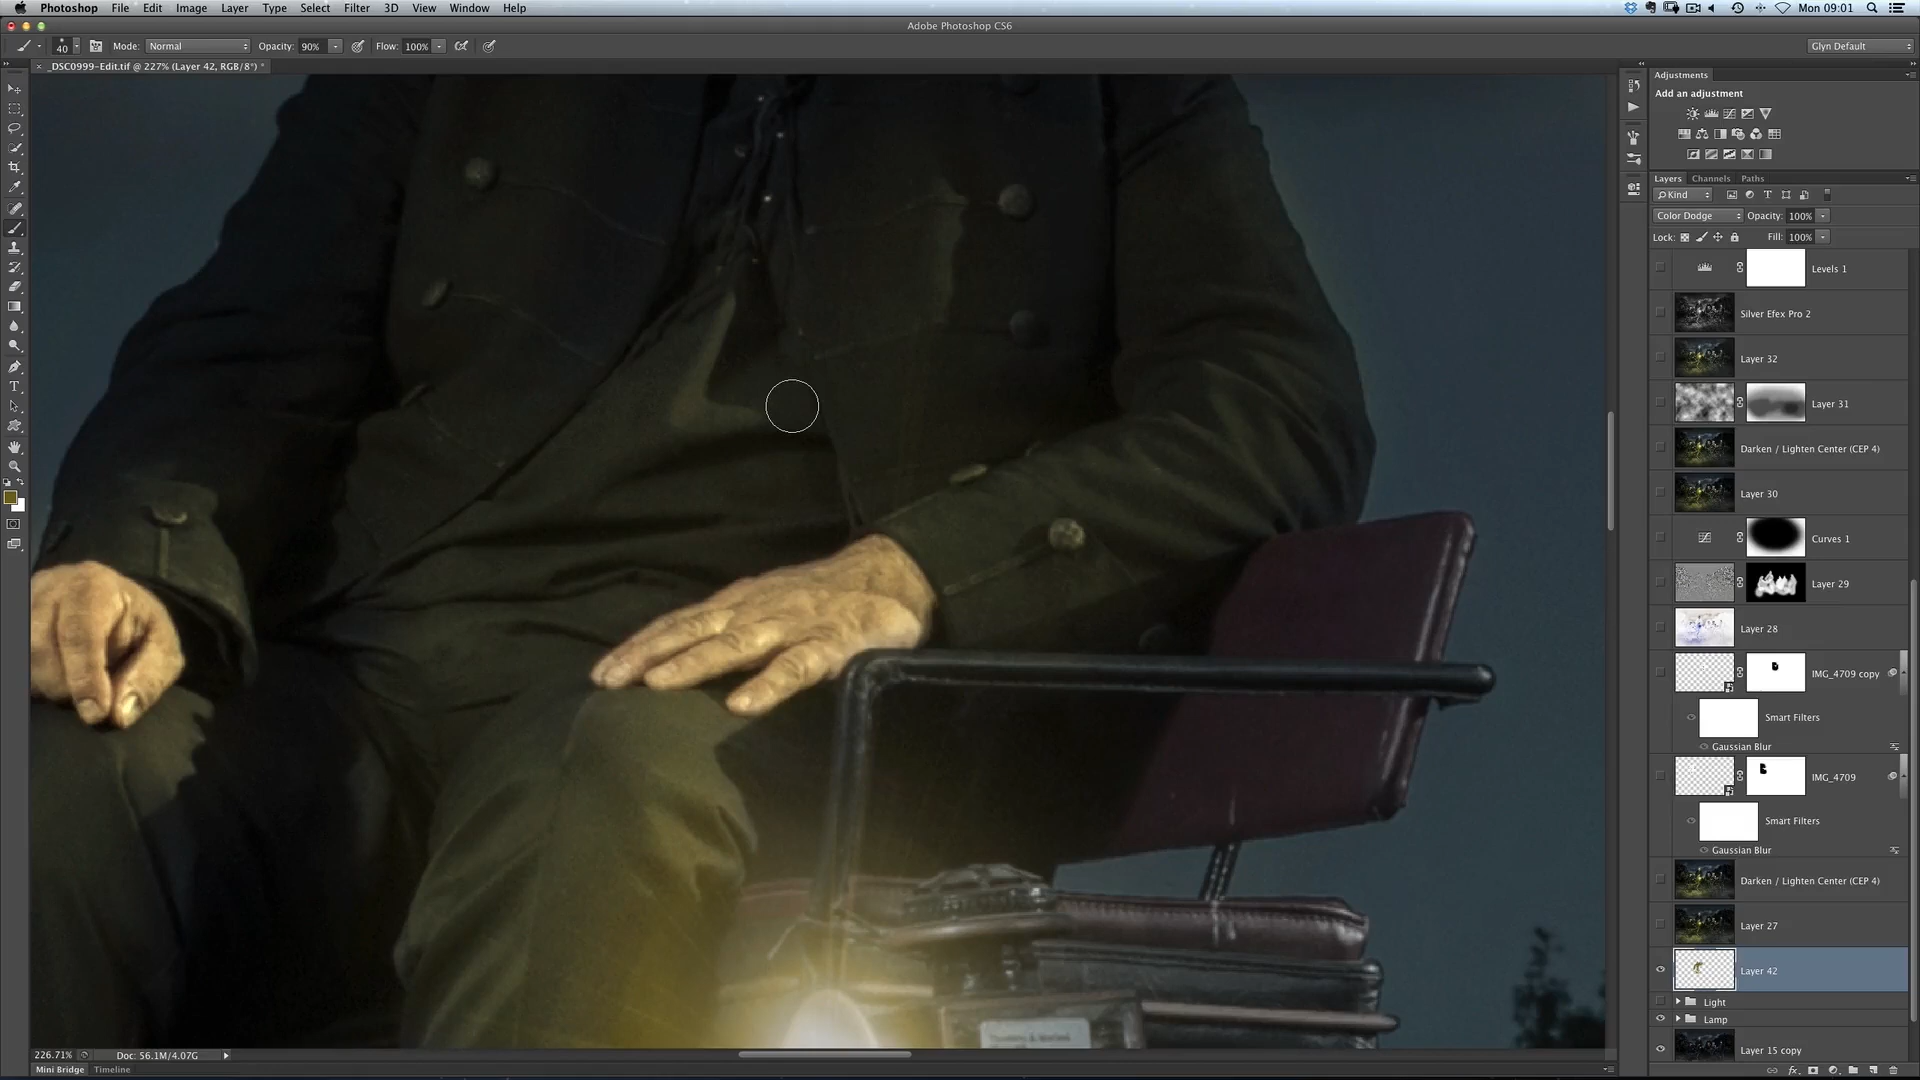 Photoshop File Edit Image Layer Type Select Filter 3D View Window Help
Mon 09:01
Adobe Photoshop CS6
40 Mode: Normal Opacity: 90% Flow: 100%
Glyn Default
_DSC0999-Edit.tif @ 227% (Layer 42, RGB/8*) *
Adjustments
Add an adjustment
Layers Channels Paths
Kind
Color Dodge Opacity: 100%
Lock: Fill: 100%
Levels 1
Silver Efex Pro 2
Layer 32
Layer 31
Darken / Lighten Center (CEP 4)
Layer 30
Curves 1
Layer 29
Layer 28
IMG_4709 copy
Smart Filters
Gaussian Blur
IMG_4709
Smart Filters
Gaussian Blur
Darken / Lighten Center (CEP 4)
Layer 27
Layer 42
Light
Lamp
Layer 15 copy
226.71% Doc: 56.1M/4.07G
Mini Bridge Timeline